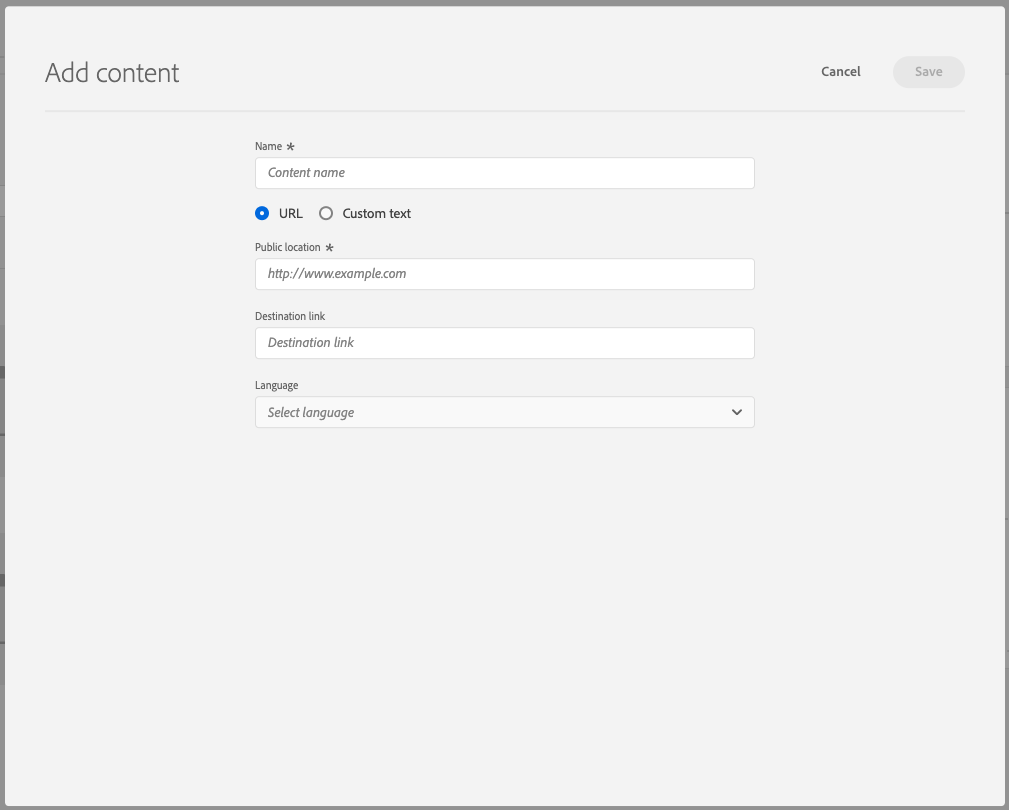 Add content
Cancel
Save
Name *
Content name
URL
Custom text
Public location *
http://www.example.com
Destination link
Destination link
Language
Select language